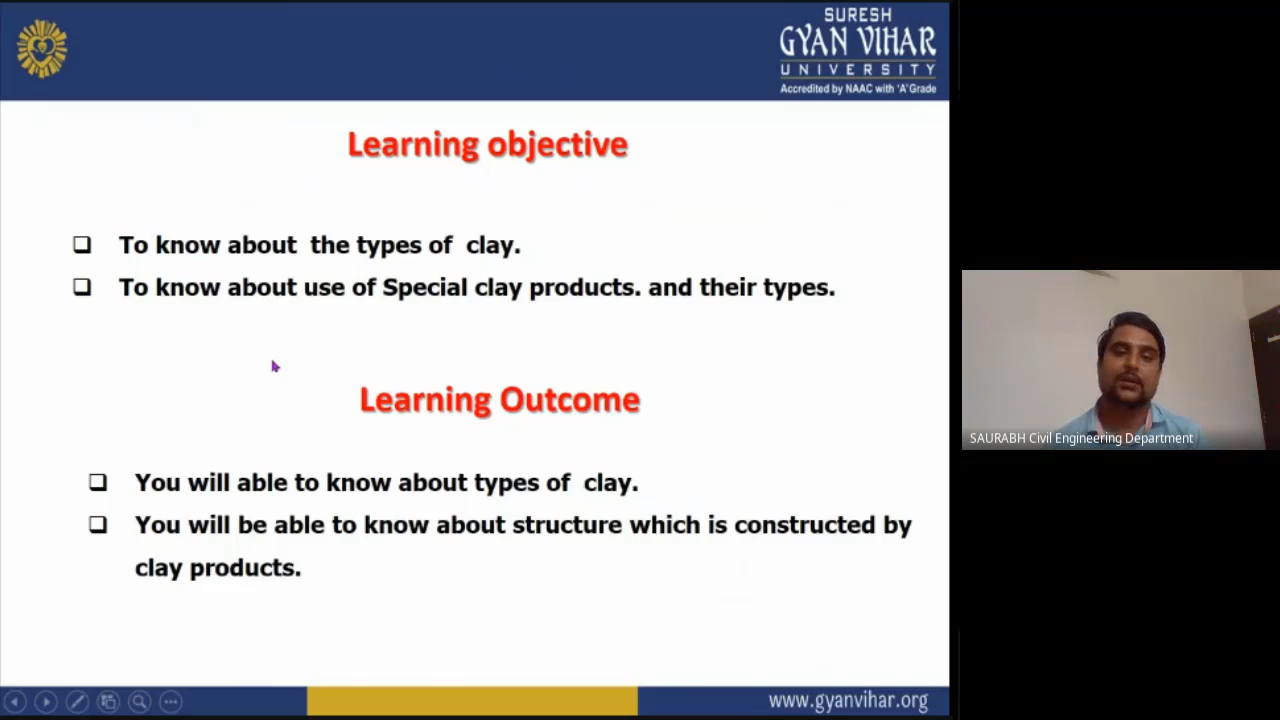 SURESH
GYAN VIHAR
UNIVERSITY
Accredited by NAAC with 'A' Grade
Learning objective
To know about the types of clay.
To know about use of Special clay products. and their types.
Learning Outcome
You will able to know about types of clay.
You will be able to know about structure which is constructed by
clay products.
SAURABH Civil Engineering Department
www.gyanvihar.org